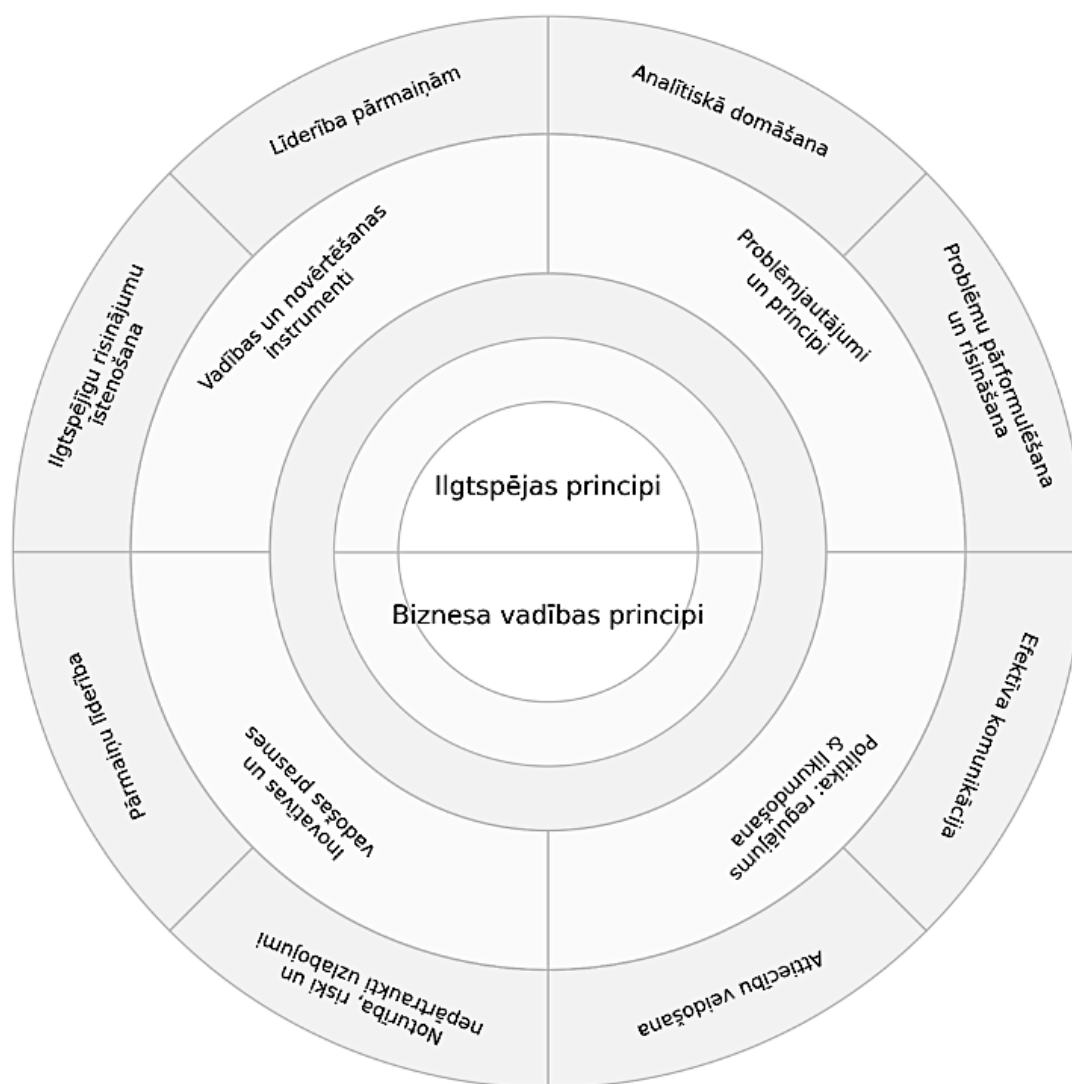 Līderība pārmaiņām
Analītiskā domāšana
Problēmu pārformulēšana
un risināšana
Efektīva komunikācija
Attiecību veidošana
Noturība, riski un
nepārtraukti uzlabojumi
Pārmaiņu līderība
Ilgtspējīgu risinājumu
īstenošana
Vadības un novērtēšanas
instrumenti
Problēmjautājumi
un principi
Politika: regulējums
& likumdošana
Inovatīvas un
vadošas prasmes
Ilgtspējas principi
Biznesa vadības principi